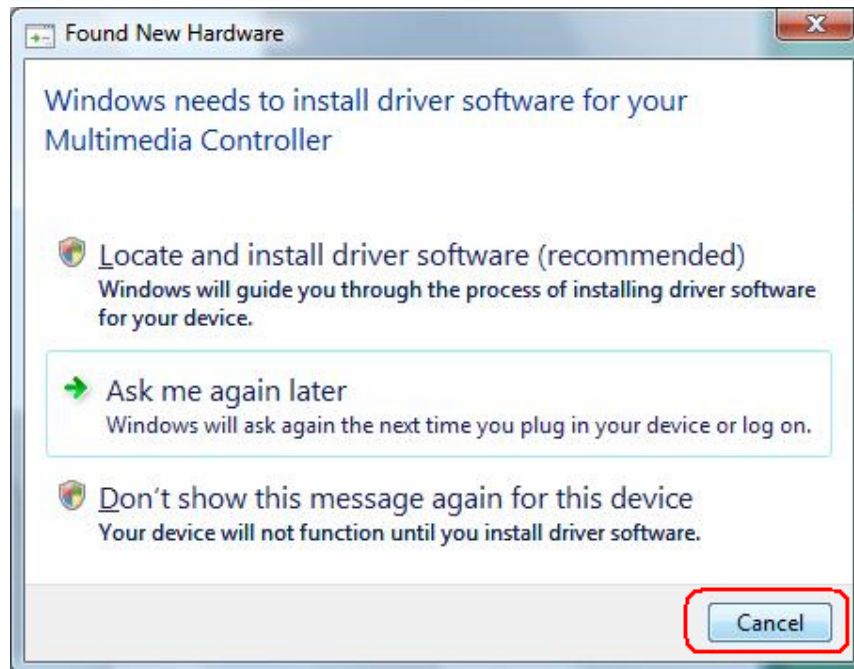 Found New Hardware
Windows needs to install driver software for your
Multimedia Controller
Locate and install driver software (recommended)
Windows will guide you through the process of installing driver software
for your device.
Ask me again later
Windows will ask again the next time you plug in your device or log on.
Don't show this message again for this device
Your device will not function until you install driver software.
Cancel